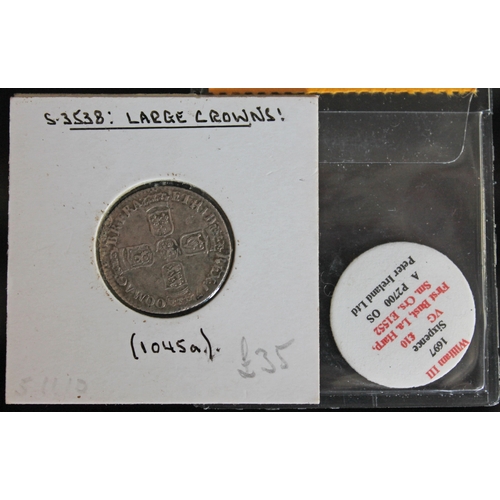 S.3538: LARGE CROWNS!
(1045a).
£35
William III
1697
Sixpence
VG £10
First Bust, La. Harp,
Sm. Crs. E1552
A P2700 OS
Peter Ireland Ltd